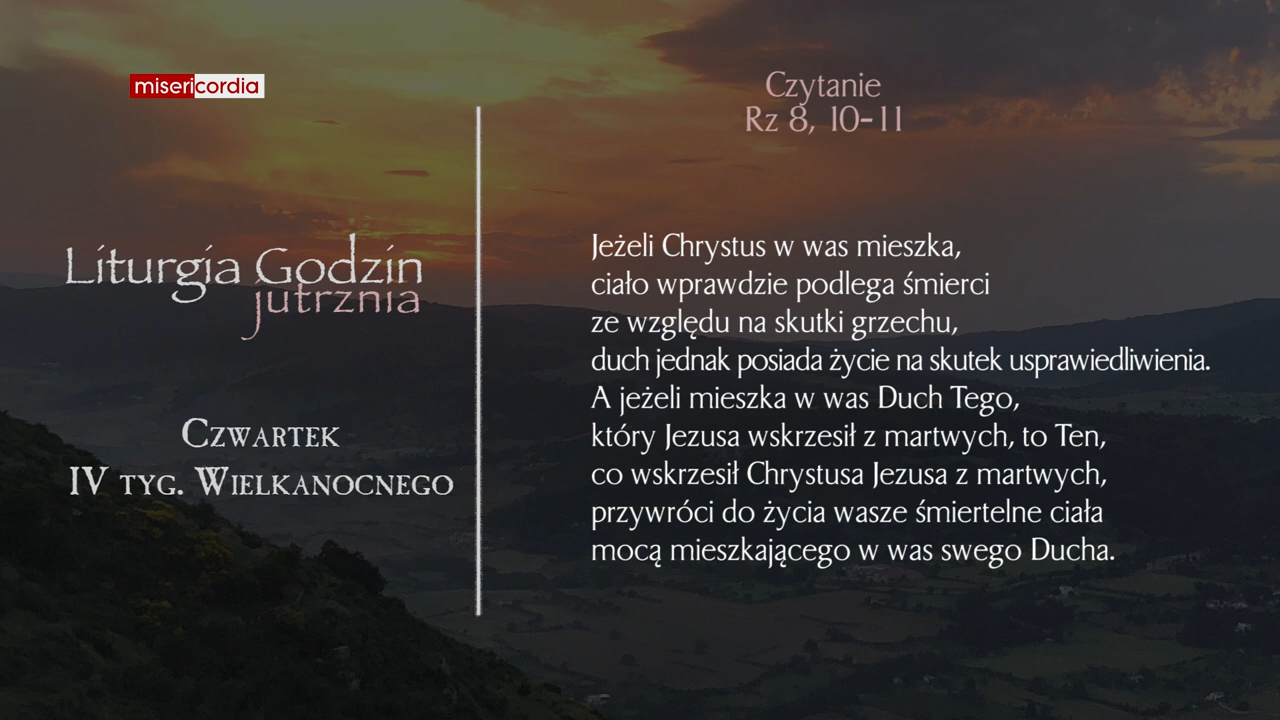 misericordia
Liturgia Godzin
jutrznia
Czwartek
IV tyg. Wielkanocnego
Czytanie
Rz 8, 10-11
Jeżeli Chrystus w was mieszka,
ciało wprawdzie podlega śmierci
ze względu na skutki grzechu,
duch jednak posiada życie na skutek usprawiedliwienia.
A jeżeli mieszka w was Duch Tego,
który Jezusa wskrzesił z martwych, to Ten,
co wskrzesił Chrystusa Jezusa z martwych,
przywróci do życia wasze śmiertelne ciała
mocą mieszkającego w was swego Ducha.